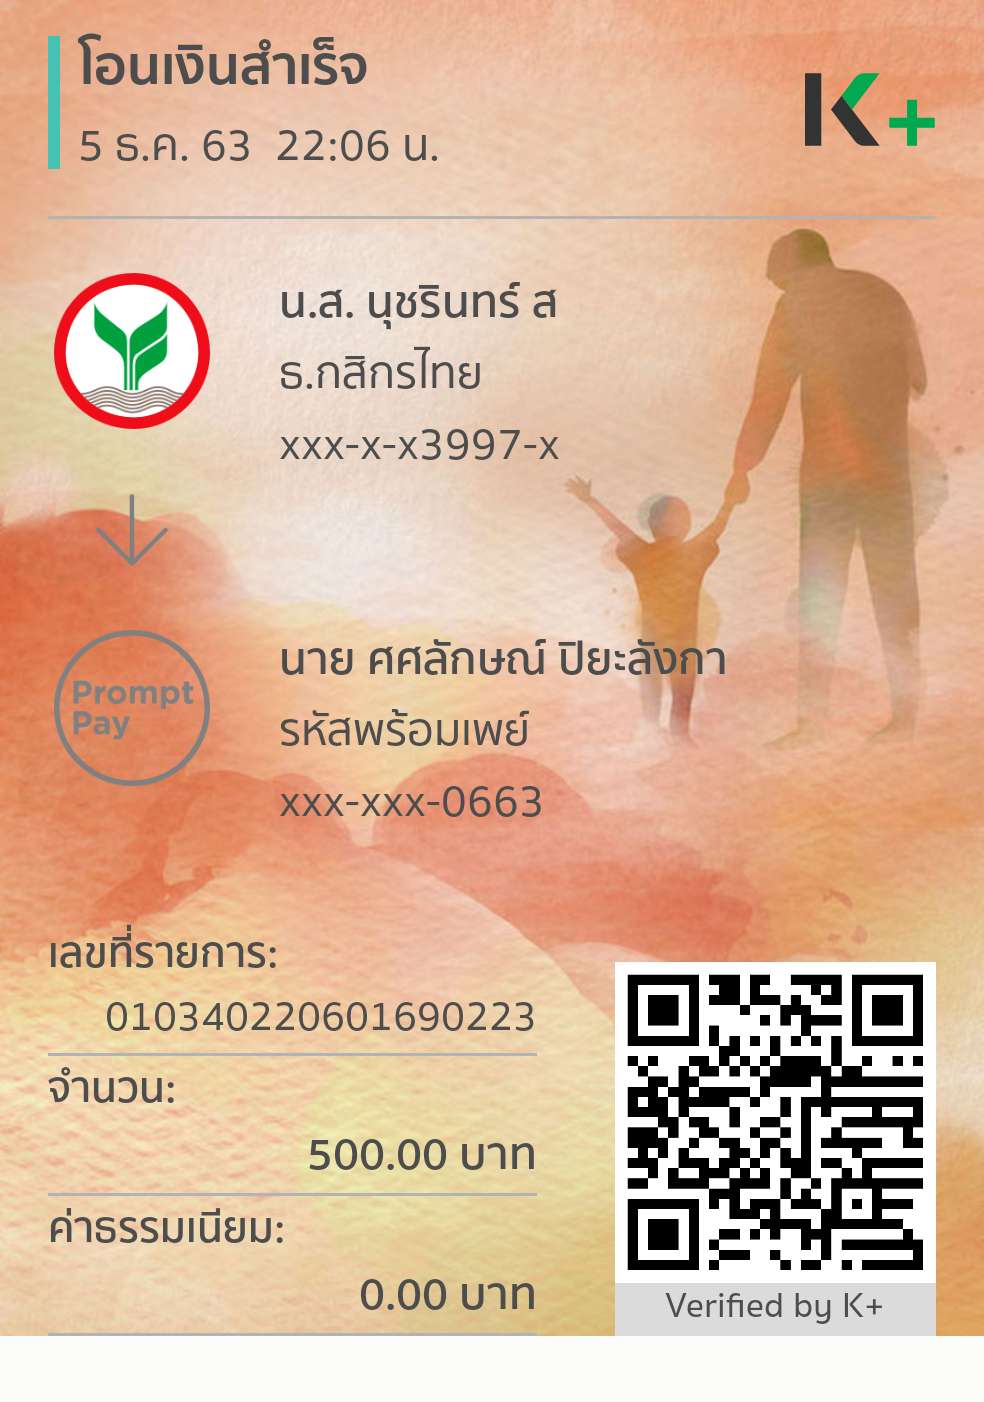 โอนเงินสำเร็จ
5 ธ.ค. 63 22:06 น.
K+
น.ส. นุชรินทร์ ส
ธ.กสิกรไทย
xxx-x-x3997-x
Prompt
Pay
นาย ศศลักษณ์ ปิยะลังกา
รหัสพร้อมเพย์
xxx-xxx-0663
เลขที่รายการ:
010340220601690223
จำนวน:
500.00 บาท
ค่าธรรมเนียม:
0.00 บาท
Verified by K+